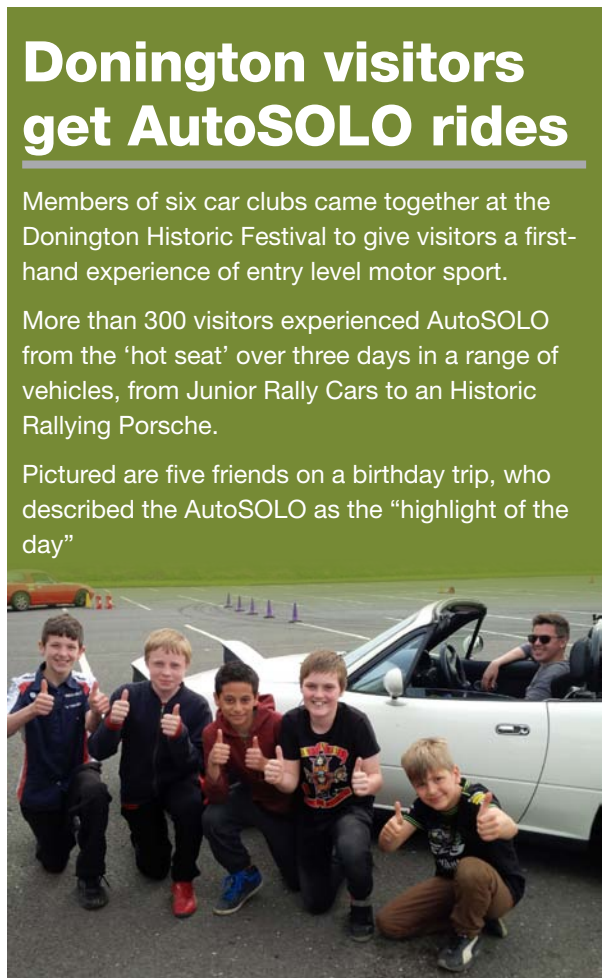 Donington visitors
get AutoSOLO rides
Members of six car clubs came together at the
Donington Historic Festival to give visitors a first-
hand experience of entry level motor sport.
More than 300 visitors experienced AutoSOLO
from the ‘hot seat’ over three days in a range of
vehicles, from Junior Rally Cars to an Historic
Rallying Porsche.
Pictured are five friends on a birthday trip, who
described the AutoSOLO as the “highlight of the
day”